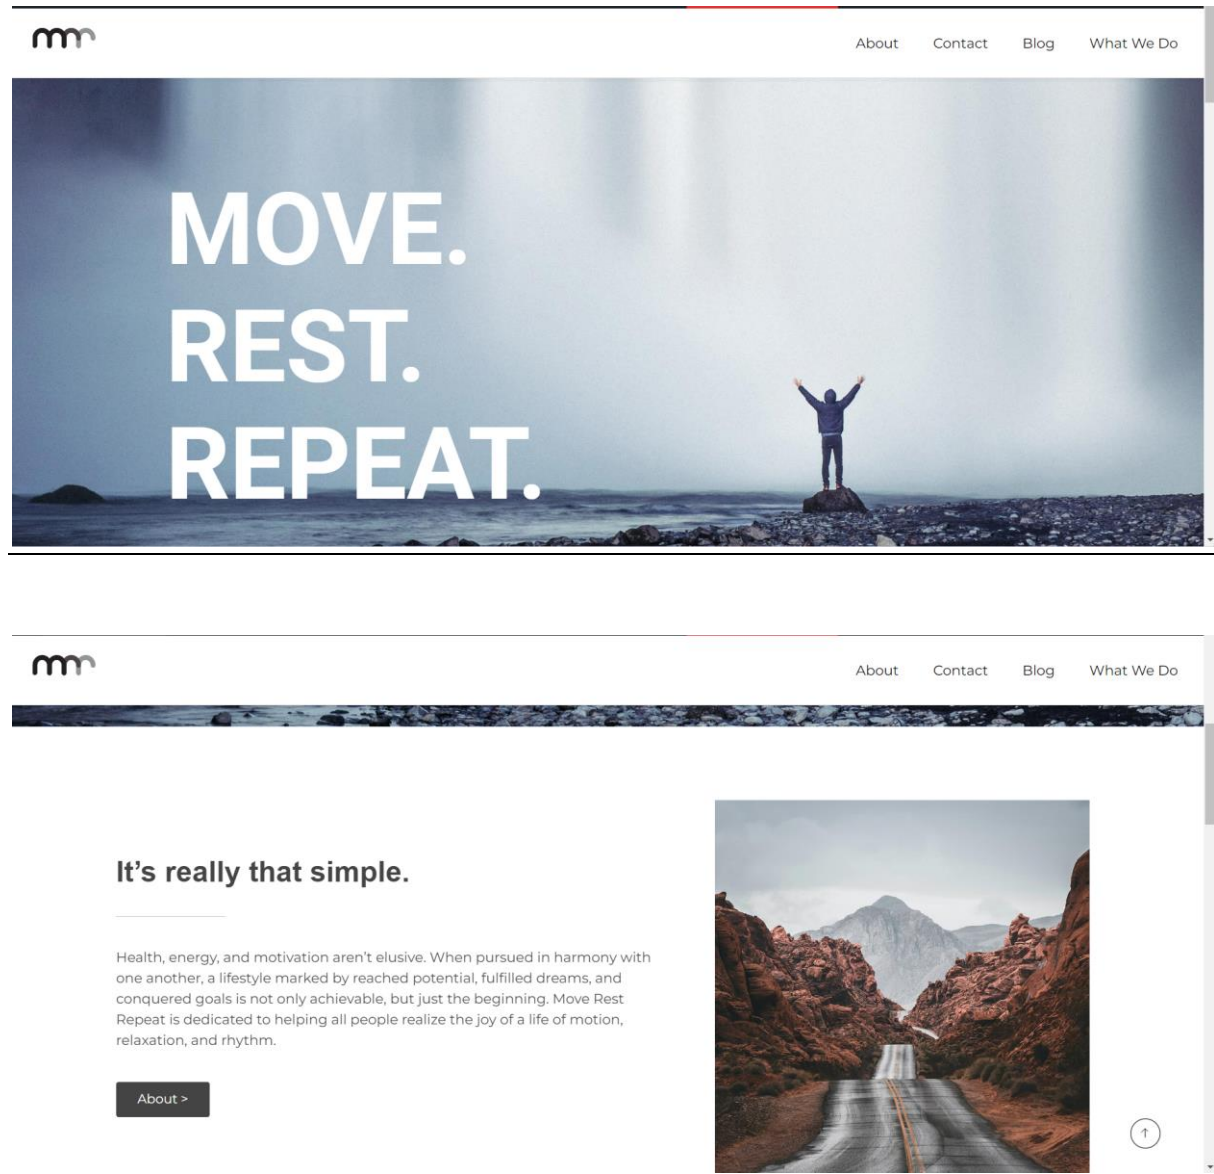 About Contact Blog What We Do
MOVE.
REST.
REPEAT.
About Contact Blog What We Do
It’s really that simple.
Health, energy, and motivation aren’t elusive. When pursued in harmony with
one another, a lifestyle marked by reached potential, fulfilled dreams, and
conquered goals is not only achievable, but just the beginning. Move Rest
Repeat is dedicated to helping all people realize the joy of a life of motion,
relaxation, and rhythm.
About >